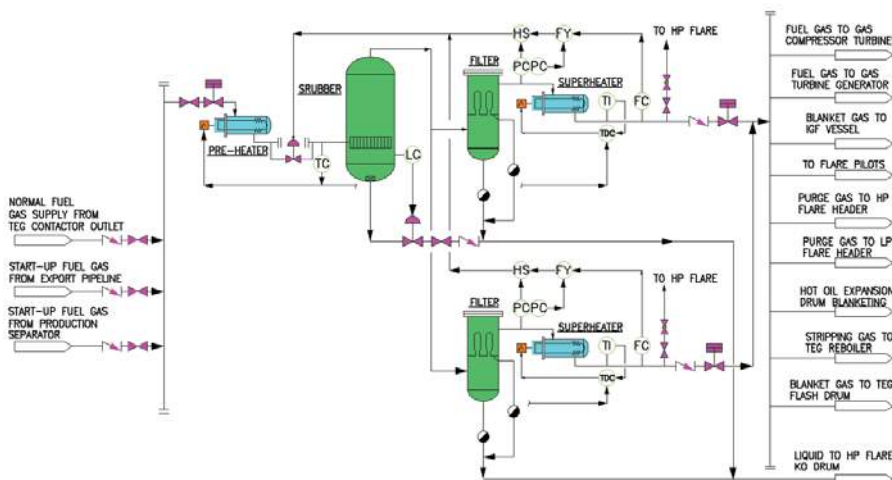 NORMAL FUEL
GAS SUPPLY FROM
TEG CONTACTOR OUTLET
START-UP FUEL GAS
FROM EXPORT PIPELINE
START-UP FUEL GAS
FROM PRODUCTION
SEPARATOR
PRE-HEATER
TC
SRUBBER
LC
FILTER
HS
FY
PC
PC
SUPERHEATER
TI
TDC
FC
TO HP FLARE
FILTER
HS
FY
PC
PC
SUPERHEATER
TI
TDC
FC
TO HP FLARE
FUEL GAS TO GAS
COMPRESSOR TURBINE
FUEL GAS TO GAS
TURBINE GENERATOR
BLANKET GAS TO
IGF VESSEL
TO FLARE PILOTS
PURGE GAS TO HP
FLARE HEADER
PURGE GAS TO LP
FLARE HEADER
HOT OIL EXPANSION
DRUM BLANKETING
STRIPPING GAS TO
TEG REBOILER
BLANKET GAS TO TEG
FLASH DRUM
LIQUID TO HP FLARE
KO DRUM